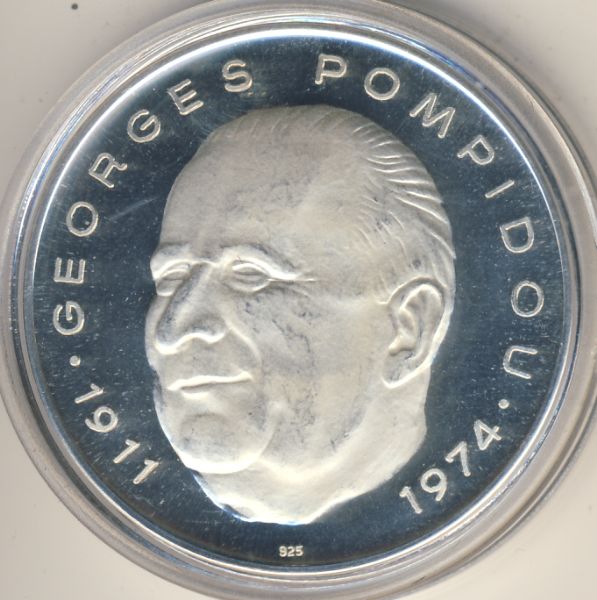 GEORGES POMPIDOU
· 1911
1974 ·
925